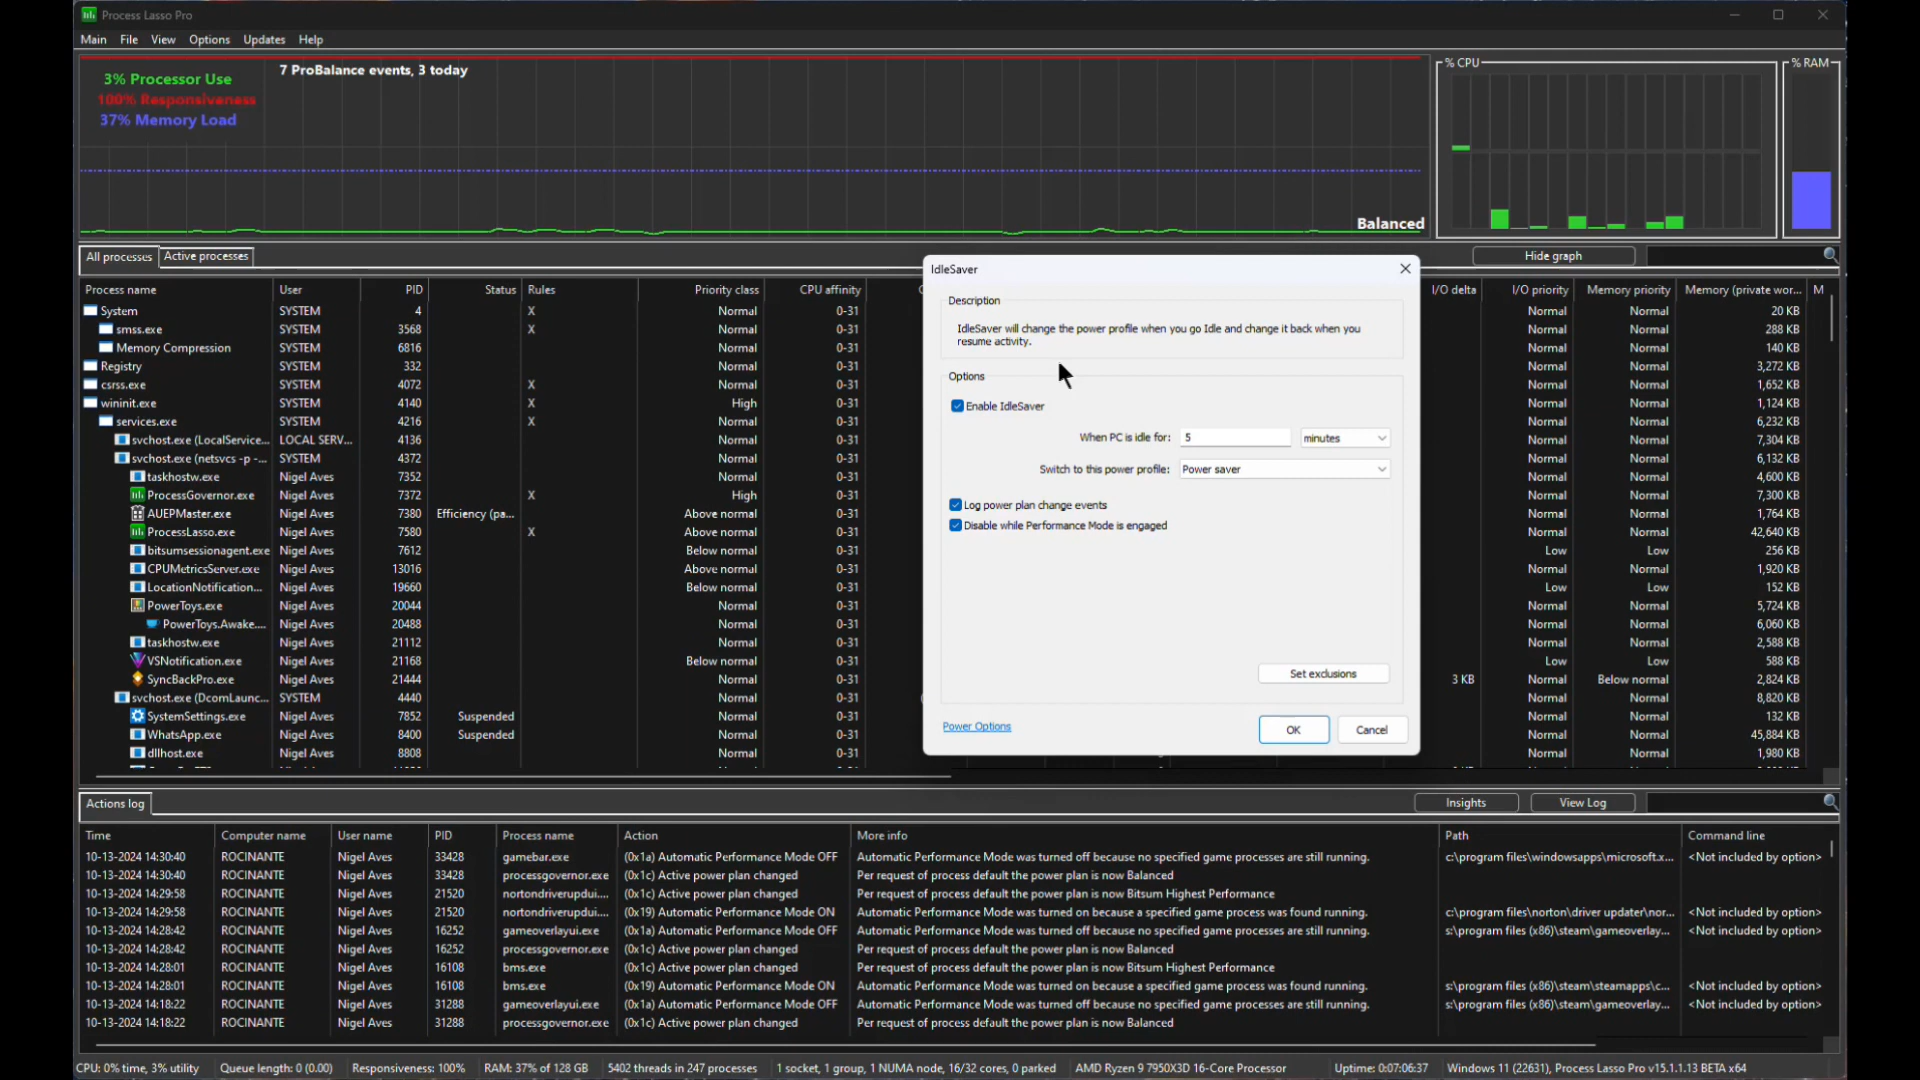 Process Lasso Pro
Main File View Options Updates Help
3% Processor Use
100% Responsiveness
37% Memory Load
7 ProBalance events, 3 today
Balanced
% CPU
% RAM
All processes Active processes
Hide graph
Process name User PID Status Rules Priority class CPU affinity I/O delta I/O priority Memory priority Memory (private wor... M
System SYSTEM 4 X Normal 0-31 Normal Normal 20 KB
smss.exe SYSTEM 3568 X Normal 0-31 Normal Normal 288 KB
Memory Compression SYSTEM 6816 Normal 0-31 Normal Normal 140 KB
Registry SYSTEM 332 Normal 0-31 Normal Normal 3,272 KB
csrss.exe SYSTEM 4072 X Normal 0-31 Normal Normal 1,652 KB
wininit.exe SYSTEM 4140 X High 0-31 Normal Normal 1,124 KB
services.exe SYSTEM 4216 X Normal 0-31 Normal Normal 6,232 KB
svchost.exe (LocalService... LOCAL SERV... 4136 Normal 0-31 Normal Normal 7,304 KB
svchost.exe (netsvcs -p -... SYSTEM 4372 Normal 0-31 Normal Normal 6,132 KB
taskhostw.exe Nigel Aves 7352 Normal 0-31 Normal Normal 4,600 KB
ProcessGovernor.exe Nigel Aves 7372 X High 0-31 Normal Normal 7,300 KB
AUEPMaster.exe Nigel Aves 7380 Efficiency (pa... Above normal 0-31 Normal Normal 1,764 KB
ProcessLasso.exe Nigel Aves 7580 X Above normal 0-31 Normal Normal 42,640 KB
bitsumsessionagent.exe Nigel Aves 7612 Below normal 0-31 Low Low 256 KB
CPUMetricsServer.exe Nigel Aves 13016 Above normal 0-31 Normal Normal 1,920 KB
LocationNotification... Nigel Aves 19660 Below normal 0-31 Low Low 152 KB
PowerToys.exe Nigel Aves 20044 Normal 0-31 Normal Normal 5,724 KB
PowerToys.Awake.... Nigel Aves 20488 Normal 0-31 Normal Normal 6,060 KB
taskhostw.exe Nigel Aves 21112 Normal 0-31 Normal Normal 2,588 KB
VSNotification.exe Nigel Aves 21168 Below normal 0-31 Low Low 588 KB
SyncBackPro.exe Nigel Aves 21444 Normal 0-31 3 KB Normal Below normal 2,824 KB
svchost.exe (DcomLaunc... SYSTEM 4440 Normal 0-31 Normal Normal 8,820 KB
SystemSettings.exe Nigel Aves 7852 Suspended Normal 0-31 Normal Normal 132 KB
WhatsApp.exe Nigel Aves 8400 Suspended Normal 0-31 Normal Normal 45,884 KB
dllhost.exe Nigel Aves 8808 Normal 0-31 Normal Normal 1,980 KB
IdleSaver
Description
IdleSaver will change the power profile when you go Idle and change it back when you
resume activity.
Options
Enable IdleSaver
When PC is idle for: 5 minutes
Switch to this power profile: Power saver
Log power plan change events
Disable while Performance Mode is engaged
Set exclusions
Power Options OK Cancel
Actions log
Insights View Log
Time Computer name User name PID Process name Action More info Path Command line
10-13-2024 14:30:40 ROCINANTE Nigel Aves 33428 gamebar.exe (0x1a) Automatic Performance Mode OFF Automatic Performance Mode was turned off because no specified game processes are still running. c:\program files\windowsapps\microsoft.x... <Not included by option>
10-13-2024 14:30:40 ROCINANTE Nigel Aves 33428 processgovernor.exe (0x1c) Active power plan changed Per request of process default the power plan is now Balanced
10-13-2024 14:29:58 ROCINANTE Nigel Aves 21520 nortondriverupdui.... (0x1c) Active power plan changed Per request of process default the power plan is now Bitsum Highest Performance
10-13-2024 14:29:58 ROCINANTE Nigel Aves 21520 nortondriverupdui.... (0x19) Automatic Performance Mode ON Automatic Performance Mode was turned on because a specified game process was found running. c:\program files\norton\driver updater\nor... <Not included by option>
10-13-2024 14:28:42 ROCINANTE Nigel Aves 16252 gameoverlayui.exe (0x1a) Automatic Performance Mode OFF Automatic Performance Mode was turned off because no specified game processes are still running. s:\program files (x86)\steam\gameoverlay... <Not included by option>
10-13-2024 14:28:42 ROCINANTE Nigel Aves 16252 processgovernor.exe (0x1c) Active power plan changed Per request of process default the power plan is now Balanced
10-13-2024 14:28:01 ROCINANTE Nigel Aves 16108 bms.exe (0x1c) Active power plan changed Per request of process default the power plan is now Bitsum Highest Performance
10-13-2024 14:28:01 ROCINANTE Nigel Aves 16108 bms.exe (0x19) Automatic Performance Mode ON Automatic Performance Mode was turned on because a specified game process was found running. s:\program files (x86)\steam\steamapps\c... <Not included by option>
10-13-2024 14:18:22 ROCINANTE Nigel Aves 31288 gameoverlayui.exe (0x1a) Automatic Performance Mode OFF Automatic Performance Mode was turned off because no specified game processes are still running. s:\program files (x86)\steam\gameoverlay... <Not included by option>
10-13-2024 14:18:22 ROCINANTE Nigel Aves 31288 processgovernor.exe (0x1c) Active power plan changed Per request of process default the power plan is now Balanced
CPU: 0% time, 3% utility Queue length: 0 (0.00) Responsiveness: 100% RAM: 37% of 128 GB 5402 threads in 247 processes 1 socket, 1 group, 1 NUMA node, 16/32 cores, 0 parked AMD Ryzen 9 7950X3D 16-Core Processor Uptime: 0:07:06:37 Windows 11 (22631), Process Lasso Pro v15.1.1.13 BETA x64